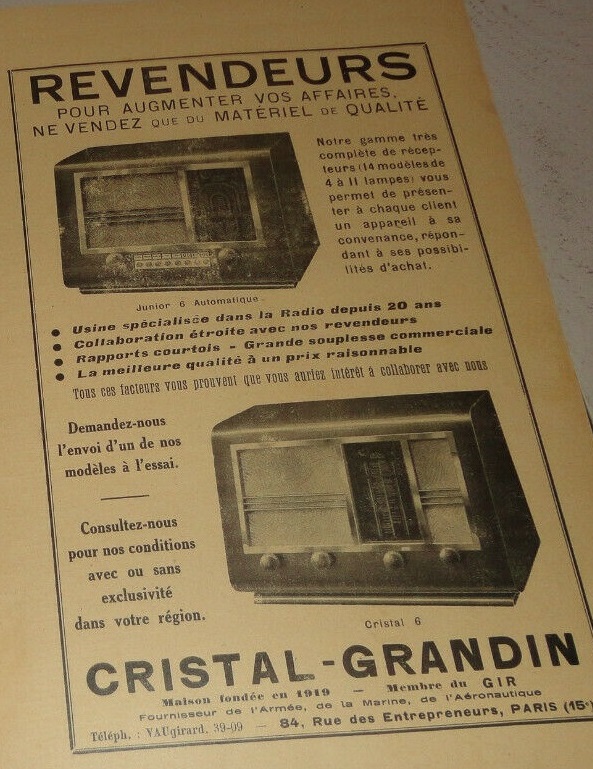 REVENDEURS
POUR AUGMENTER VOS AFFAIRES,
NE VENDEZ QUE DU MATÉRIEL DE QUALITÉ
Notre gamme très
complète de récep-
teurs (14 modèles de
4 à 11 lampes) vous
permet de présen-
ter à chaque client
un appareil à sa
convenance, répon-
dant à ses possibi-
lités d'achat.
Junior 6 Automatique.
● Usine spécialisée dans la Radio depuis 20 ans
● Collaboration étroite avec nos revendeurs
● Rapports courtois - Grande souplesse commerciale
● La meilleure qualité à un prix raisonnable
Tous ces facteurs vous prouvent que vous auriez intérêt à collaborer avec nous
Demandez-nous
l'envoi d'un de nos
modèles à l'essai.
Consultez-nous
pour nos conditions
avec ou sans
exclusivité
dans votre région.
Cristal 6
CRISTAL-GRANDIN
Maison fondée en 1919 — Membre du GIR
Fournisseur de l'Armée, de la Marine, de l'Aéronautique
Téléph. : VAUgirard. 39-09 — 84, Rue des Entrepreneurs, PARIS (15e)